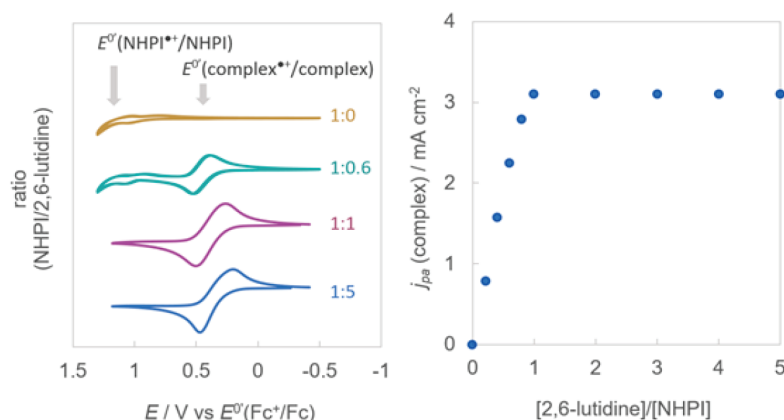 E⁰'(NHPI•⁺/NHPI)
E⁰'(complex•⁺/complex)
1:0
1:0.6
1:1
1:5
ratio
(NHPI/2,6-lutidine)
1.5 1 0.5 0 -0.5 -1
E / V vs E⁰'(Fc⁺/Fc)
4
3
2
1
0
jpa (complex) / mA cm⁻²
0 1 2 3 4 5
[2,6-lutidine]/[NHPI]